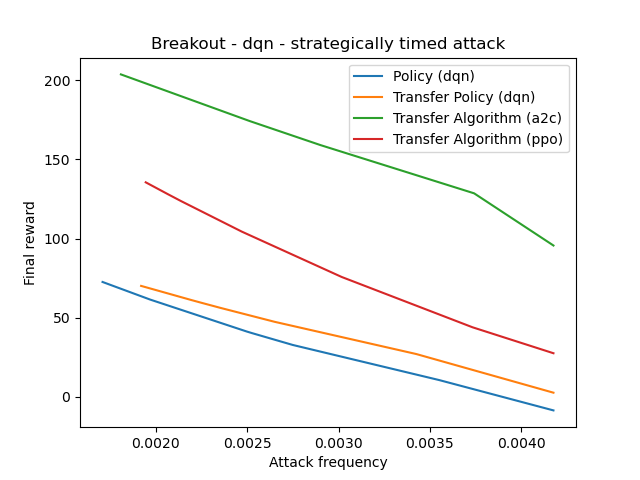 Breakout - dqn - strategically timed attack
Policy (dqn)
Transfer Policy (dqn)
Transfer Algorithm (a2c)
Transfer Algorithm (ppo)
Final reward
200
150
100
50
0
0.0020 0.0025 0.0030 0.0035 0.0040
Attack frequency